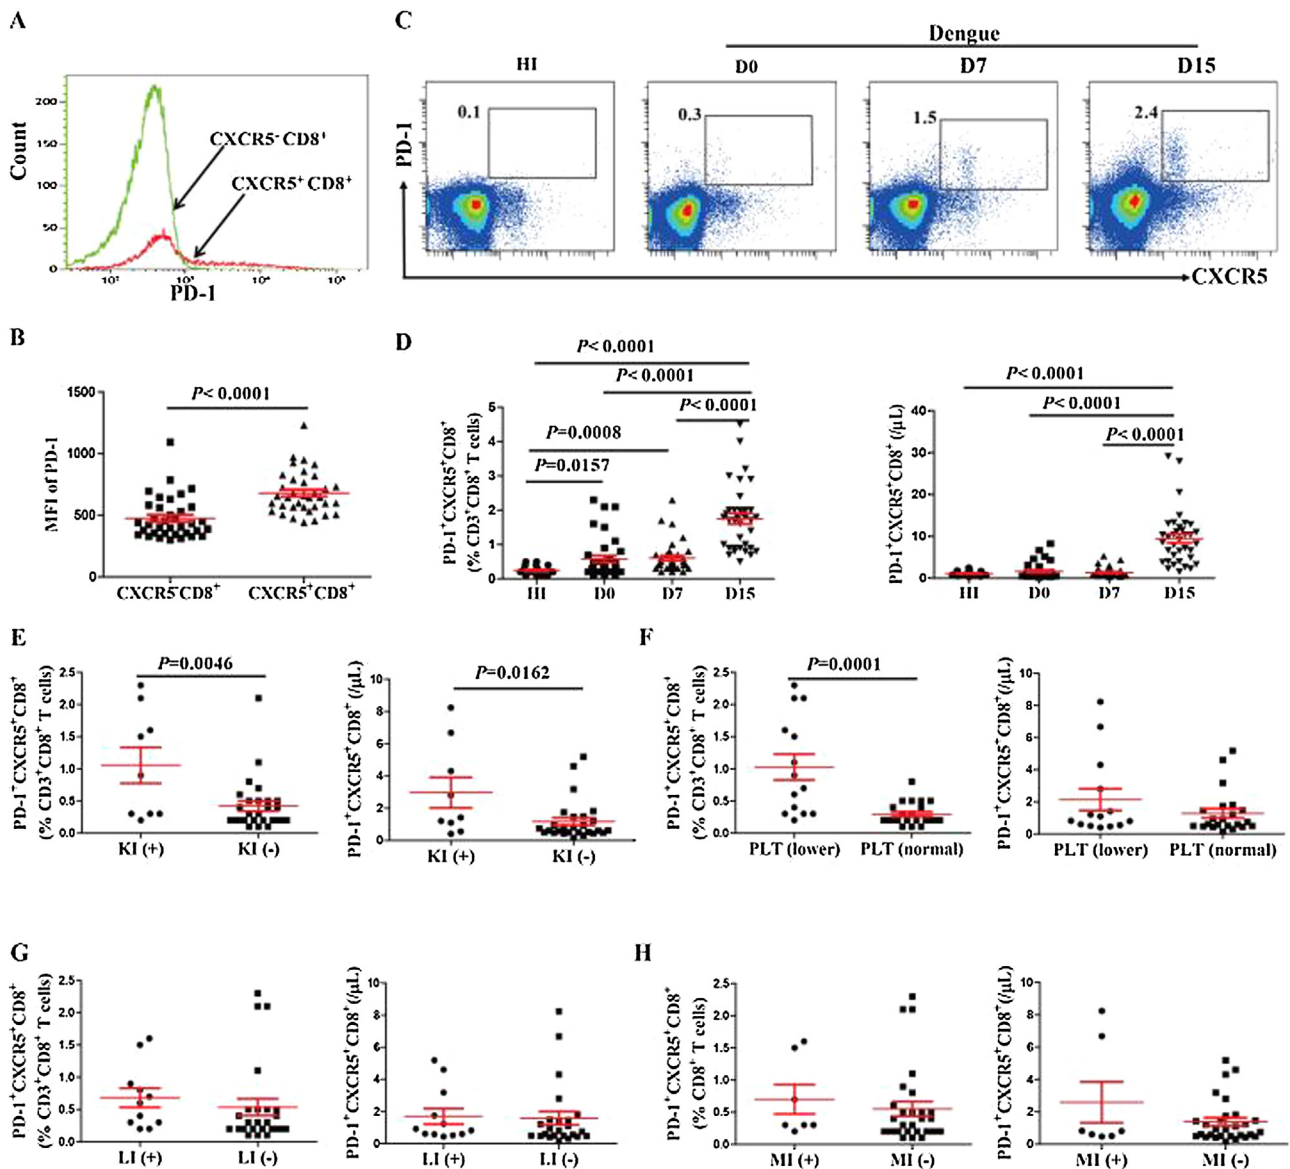 A
Count
200
150
100
50
0
10² 10³ 10⁴ 10⁵
CXCR5⁻CD8⁺
CXCR5⁺CD8⁺
PD-1
C
Dengue
HI D0 D7 D15
PD-1
0.1 0.3 1.5 2.4
CXCR5
B
P< 0.0001
MFI of PD-1
1500
1000
500
0
CXCR5⁻CD8⁺ CXCR5⁺CD8⁺
D
P< 0.0001
P< 0.0001
P< 0.0001
P=0.0008
P=0.0157
PD-1⁺CXCR5⁺CD8⁺
(% CD3⁺CD8⁺ T cells)
5
4
3
2
1
0
HI D0 D7 D15
P< 0.0001
P< 0.0001
P< 0.0001
PD-1⁺CXCR5⁺CD8⁺ (/μL)
40
30
20
10
0
HI D0 D7 D15
E
P=0.0046
PD-1⁺CXCR5⁺CD8⁺
(% CD3⁺CD8⁺ T cells)
2.5
2.0
1.5
1.0
0.5
0.0
KI (+) KI (-)
P=0.0162
PD-1⁺CXCR5⁺CD8⁺ (/μL)
10
8
6
4
2
0
KI (+) KI (-)
F
P=0.0001
PD-1⁺CXCR5⁺CD8⁺
(% CD3⁺CD8⁺ T cells)
2.5
2.0
1.5
1.0
0.5
0.0
PLT (lower) PLT (normal)
PD-1⁺CXCR5⁺CD8⁺(/μL)
10
8
6
4
2
0
PLT (lower) PLT (normal)
G
PD-1⁺CXCR5⁺CD8⁺
(% CD3⁺CD8⁺ T cells)
2.5
2.0
1.5
1.0
0.5
0.0
LI (+) LI (-)
PD-1⁺CXCR5⁺CD8⁺(/μL)
10
8
6
4
2
0
LI (+) LI (-)
H
PD-1⁺CXCR5⁺CD8⁺
(% CD8⁺ T cells)
2.5
2.0
1.5
1.0
0.5
0.0
MI (+) MI (-)
PD-1⁺CXCR5⁺CD8⁺(/μL)
10
8
6
4
2
0
MI (+) MI (-)